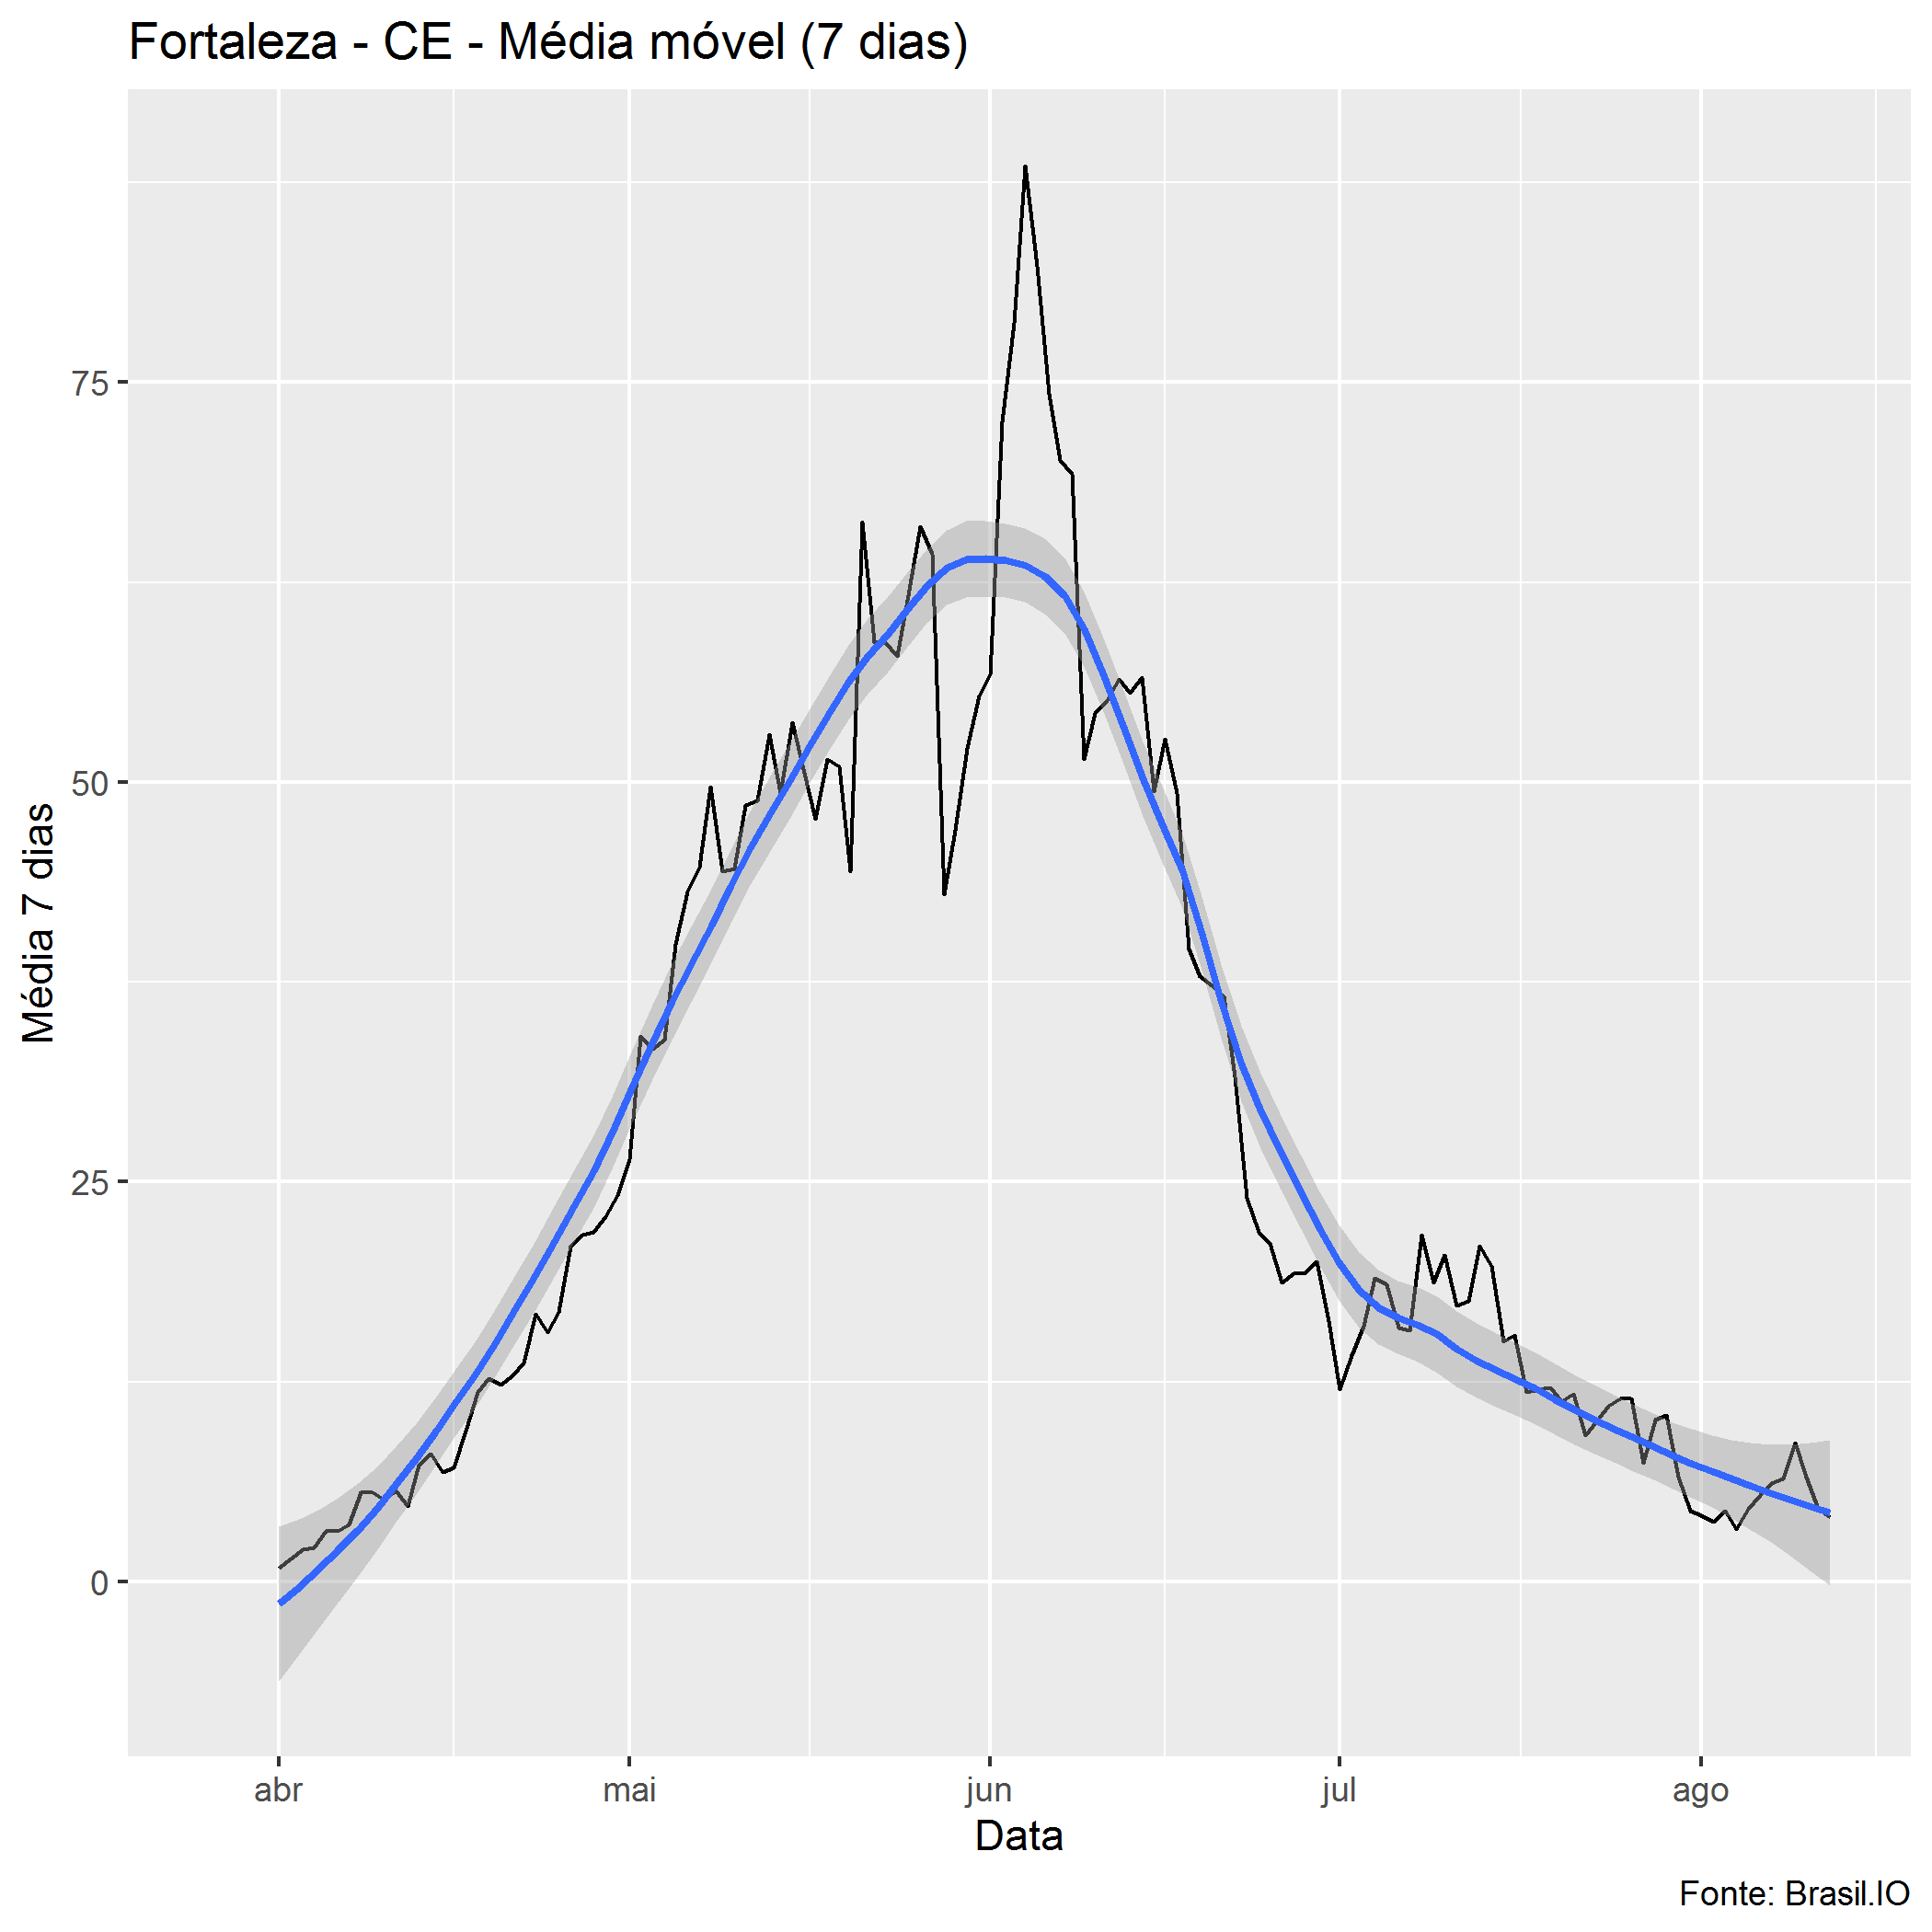 Fortaleza - CE - Média móvel (7 dias)
Média 7 dias
75
50
25
0
abr mai jun jul ago
Data
Fonte: Brasil.IO